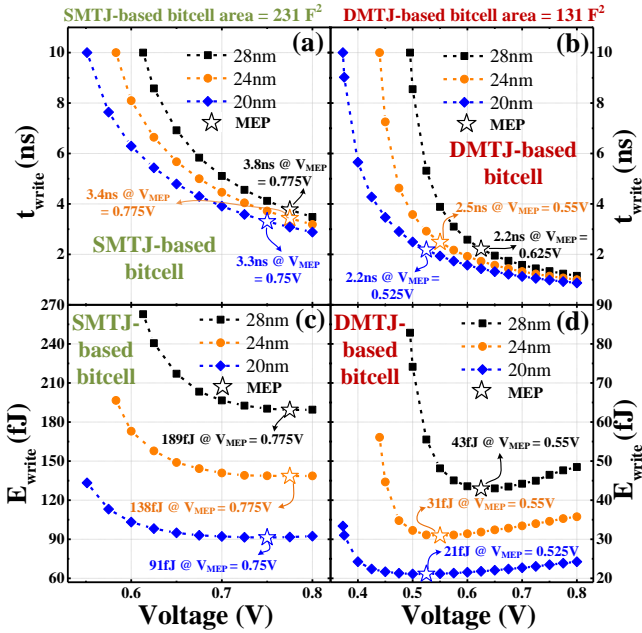 SMTJ-based bitcell area = 231 F²
DMTJ-based bitcell area = 131 F²
(a)
28nm
24nm
20nm
MEP
10
8
6
4
2
t_write (ns)
3.8ns @ V_MEP
= 0.775V
3.4ns @ V_MEP
= 0.775V
3.3ns @ V_MEP
= 0.75V
SMTJ-based
bitcell
(b)
28nm
24nm
20nm
MEP
10
8
6
4
2
t_write (ns)
DMTJ-based
bitcell
2.5ns @ V_MEP = 0.55V
2.2ns @ V_MEP =
0.625V
2.2ns @ V_MEP =
0.525V
(c)
SMTJ-
based
bitcell
28nm
24nm
20nm
MEP
270
240
210
180
150
120
90
60
E_write (fJ)
189fJ @ V_MEP = 0.775V
138fJ @ V_MEP = 0.775V
91fJ @ V_MEP = 0.75V
0.6
0.7
0.8
Voltage (V)
(d)
DMTJ-
based
bitcell
28nm
24nm
20nm
MEP
90
80
70
60
50
40
30
20
E_write (fJ)
43fJ @ V_MEP = 0.55V
31fJ @ V_MEP = 0.55V
21fJ @ V_MEP = 0.525V
0.4
0.5
0.6
0.7
0.8
Voltage (V)